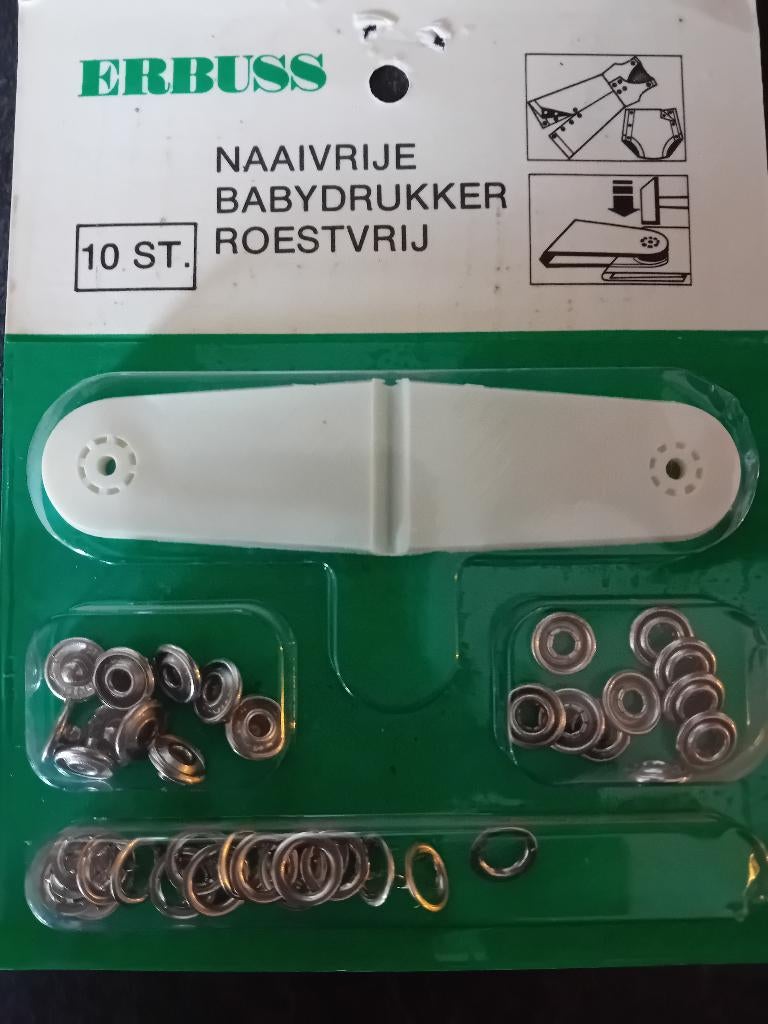 ERBUSS
NAAIVRIJE
BABYDRUKKER
ROESTVRIJ
10 ST.